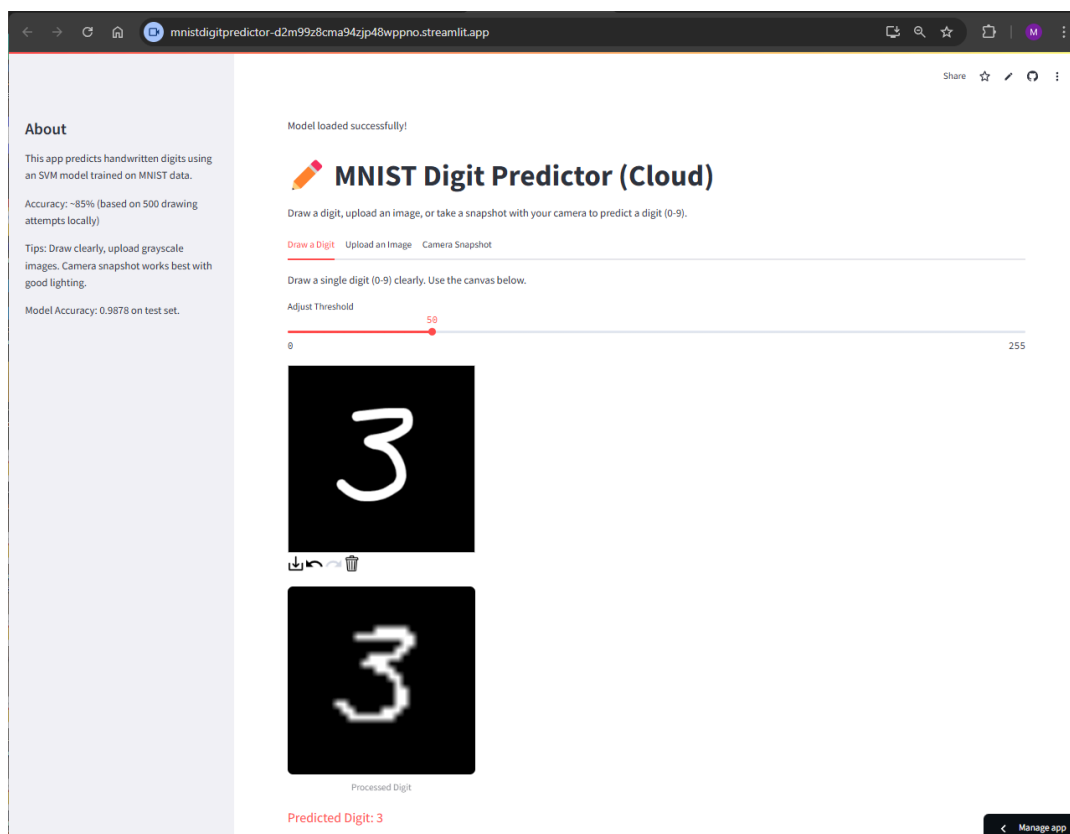 mnistdigitpredictor-d2m99z8cma94zjp48wppno.streamlit.app
M
Share
About
This app predicts handwritten digits using
an SVM model trained on MNIST data.
Accuracy: ~85% (based on 500 drawing
attempts locally)
Tips: Draw clearly, upload grayscale
images. Camera snapshot works best with
good lighting.
Model Accuracy: 0.9878 on test set.
Model loaded successfully!
MNIST Digit Predictor (Cloud)
Draw a digit, upload an image, or take a snapshot with your camera to predict a digit (0-9).
Draw a Digit Upload an Image Camera Snapshot
Draw a single digit (0-9) clearly. Use the canvas below.
Adjust Threshold
50
0 255
3
3
Processed Digit
Predicted Digit: 3
Manage app